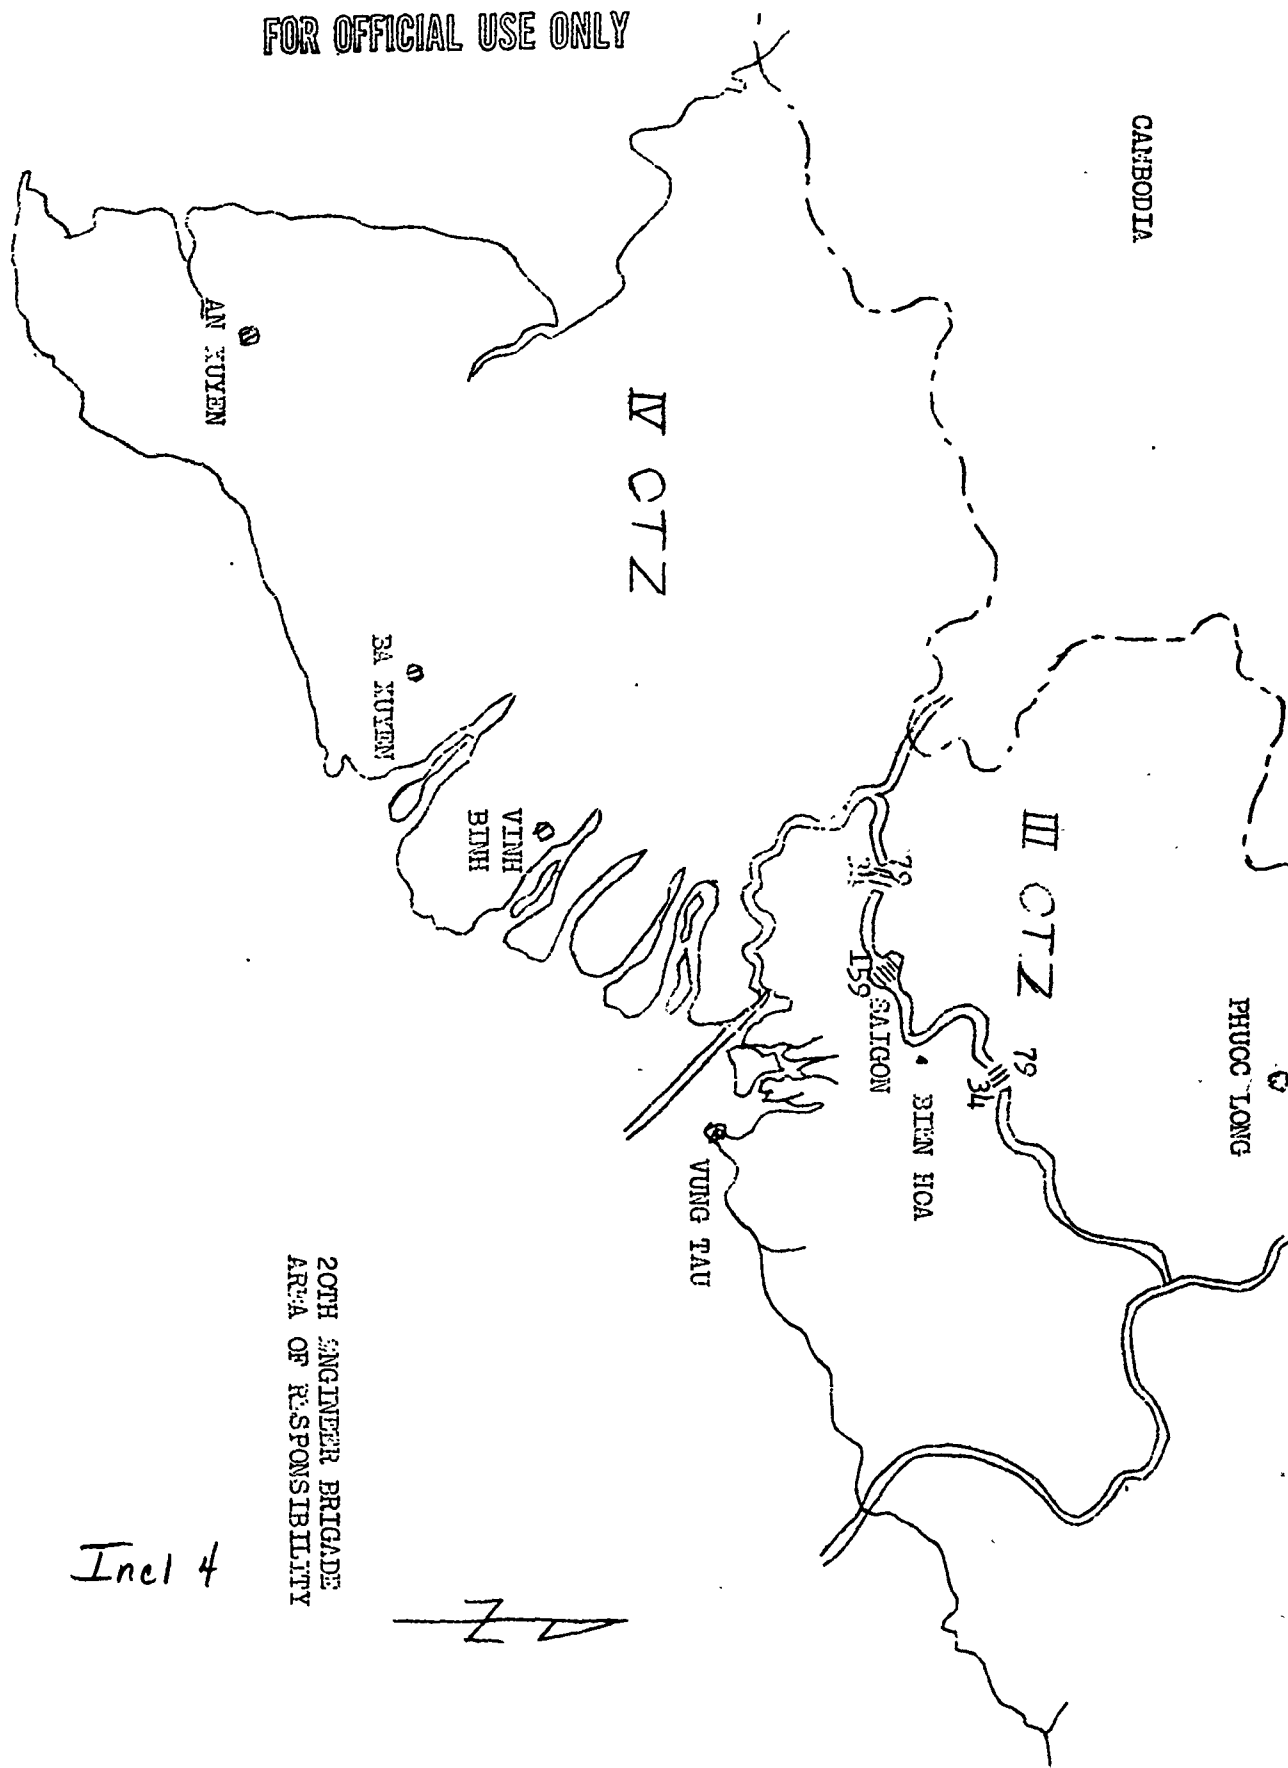 FOR OFFICIAL USE ONLY
CAMBODIA
PHUOC LONG
III CTZ
79
34
79
159
SAIGON
BIEN HOA
VUNG TAU
IV CTZ
VINH
BINH
BA XUYEN
AN XUYEN
20TH ENGINEER BRIGADE
AREA OF RESPONSIBILITY
N
Incl 4